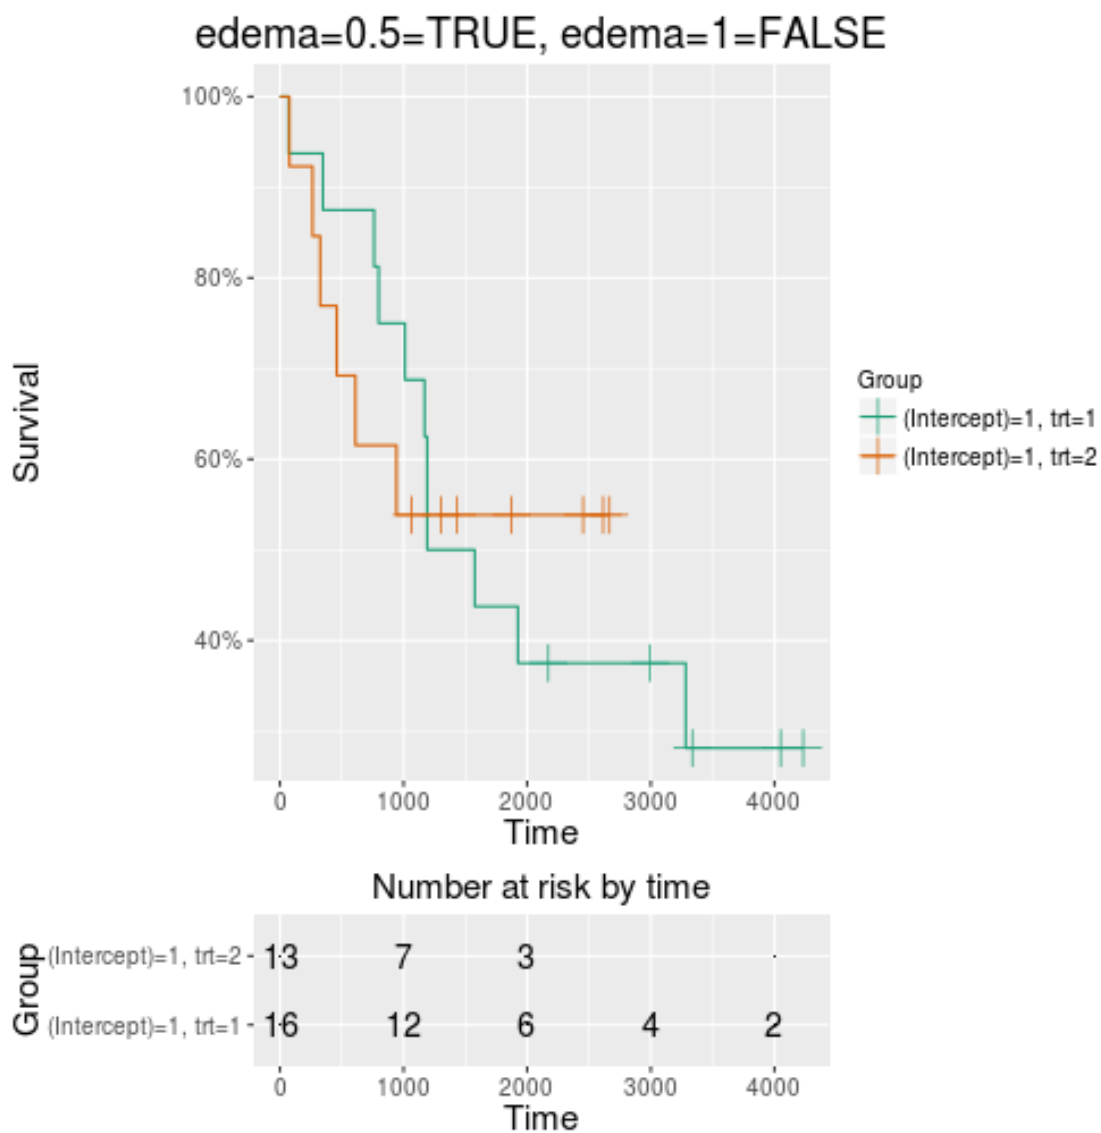 edema=0.5=TRUE, edema=1=FALSE
100%
80%
60%
40%
Survival
0 1000 2000 3000 4000
Time
Group
(Intercept)=1, trt=1
(Intercept)=1, trt=2
Number at risk by time
Group
(Intercept)=1, trt=2 13 7 3
(Intercept)=1, trt=1 16 12 6 4 2
0 1000 2000 3000 4000
Time